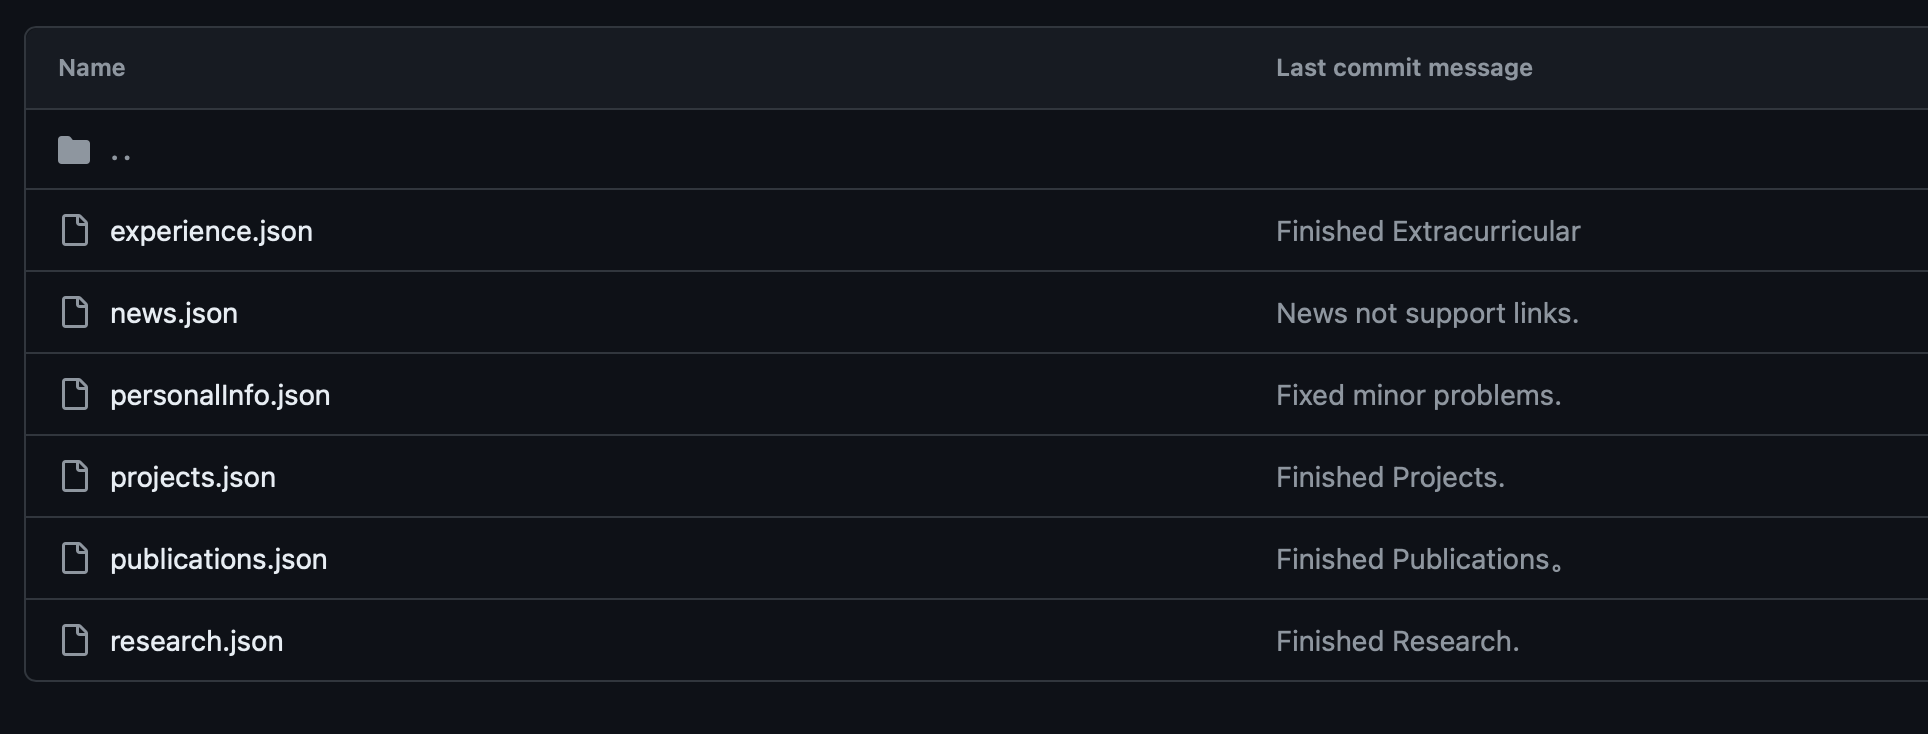 Name Last commit message
..
experience.json Finished Extracurricular
news.json News not support links.
personalInfo.json Fixed minor problems.
projects.json Finished Projects.
publications.json Finished Publications。
research.json Finished Research.